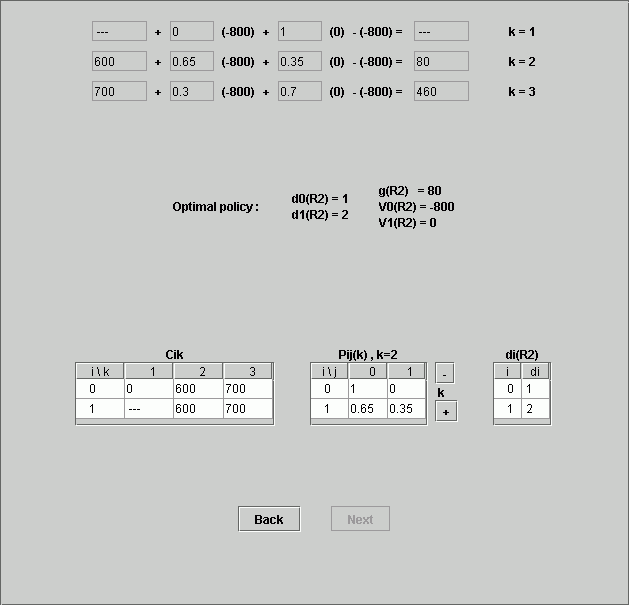 --- + 0 (-800) + 1 (0) - (-800) = --- k = 1
600 + 0.65 (-800) + 0.35 (0) - (-800) = 80 k = 2
700 + 0.3 (-800) + 0.7 (0) - (-800) = 460 k = 3
Optimal policy :
d0(R2) = 1
d1(R2) = 2
g(R2) = 80
V0(R2) = -800
V1(R2) = 0
Cik
i \ k 1 2 3
0 0 600 700
1 --- 600 700
Pij(k) , k=2
i \ j 0 1
0 1 0
1 0.65 0.35
-
k
+
di(R2)
i di
0 1
1 2
Back Next